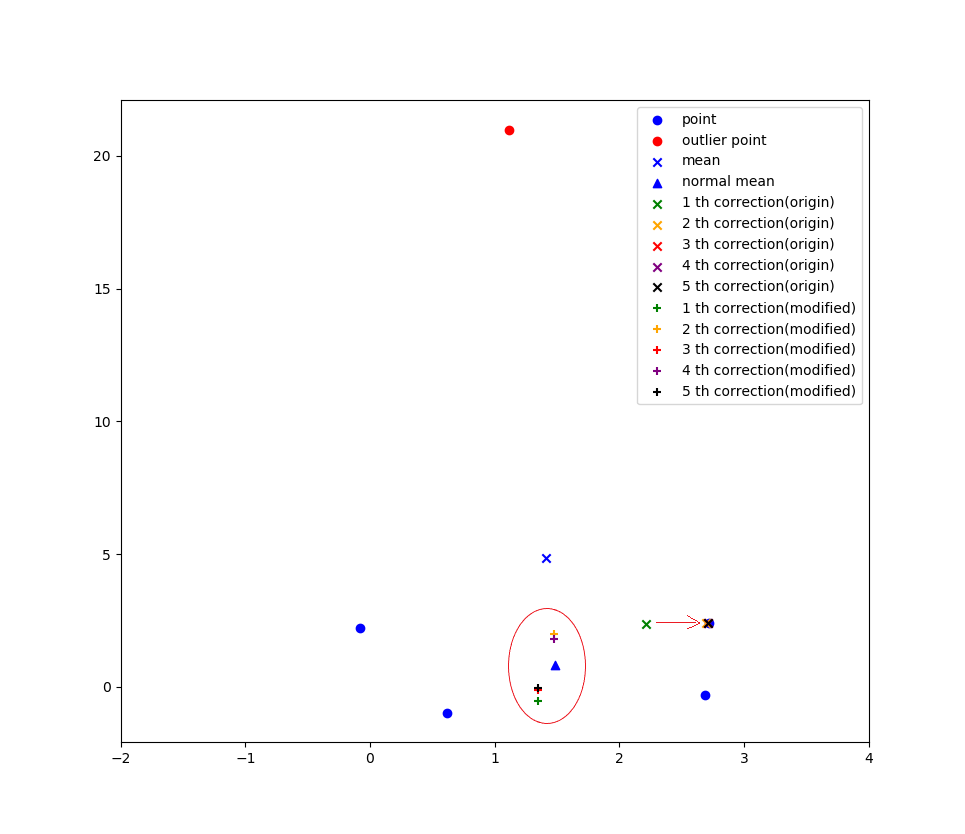 20
15
10
5
0
−2
−1
0
1
2
3
4
point
outlier point
mean
normal mean
1 th correction(origin)
2 th correction(origin)
3 th correction(origin)
4 th correction(origin)
5 th correction(origin)
1 th correction(modified)
2 th correction(modified)
3 th correction(modified)
4 th correction(modified)
5 th correction(modified)